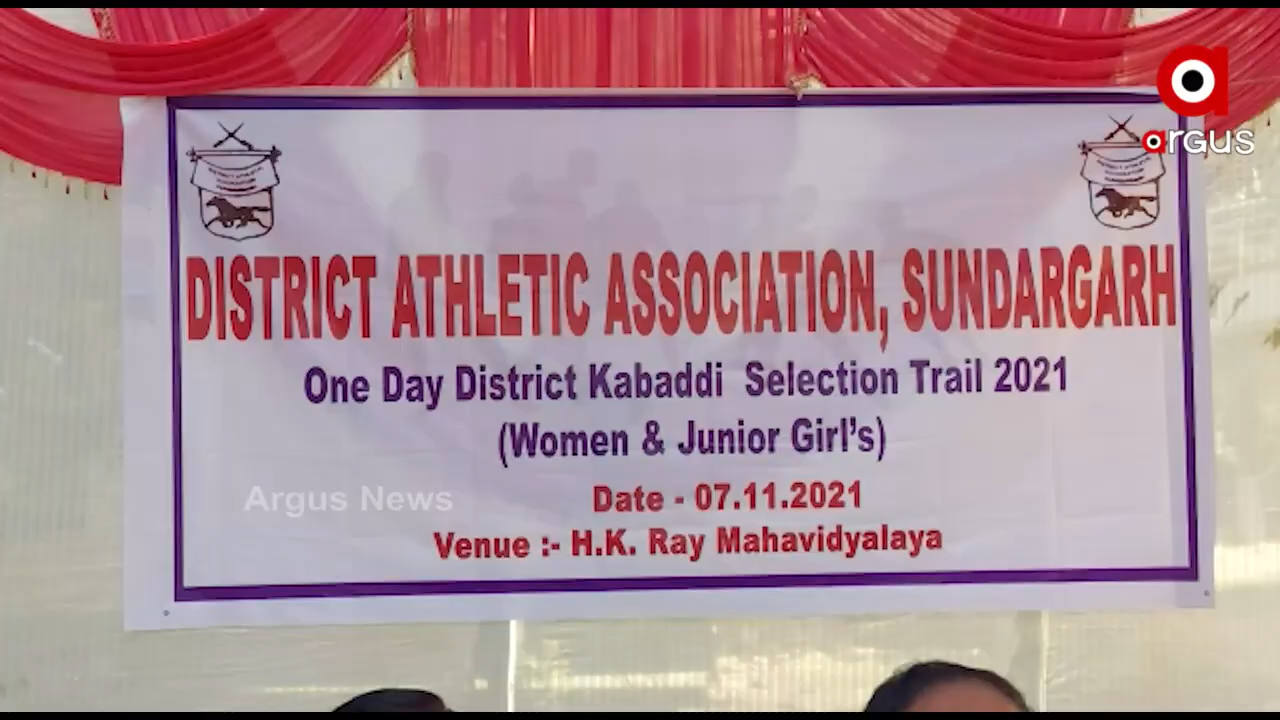 argus
DISTRICT ATHLETIC ASSOCIATION, SUNDARGARH
One Day District Kabaddi Selection Trail 2021
(Women & Junior Girl's)
Argus News
Date - 07.11.2021
Venue :- H.K. Ray Mahavidyalaya